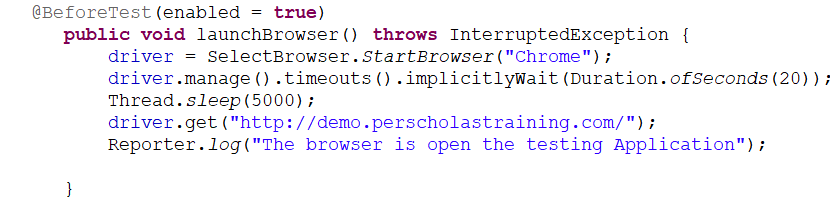 @BeforeTest(enabled = true)
public void launchBrowser() throws InterruptedException {
driver = SelectBrowser.StartBrowser("Chrome");
driver.manage().timeouts().implicitlyWait(Duration.ofSeconds(20));
Thread.sleep(5000);
driver.get("http://demo.perscholastraining.com/");
Reporter.log("The browser is open the testing Application");
}